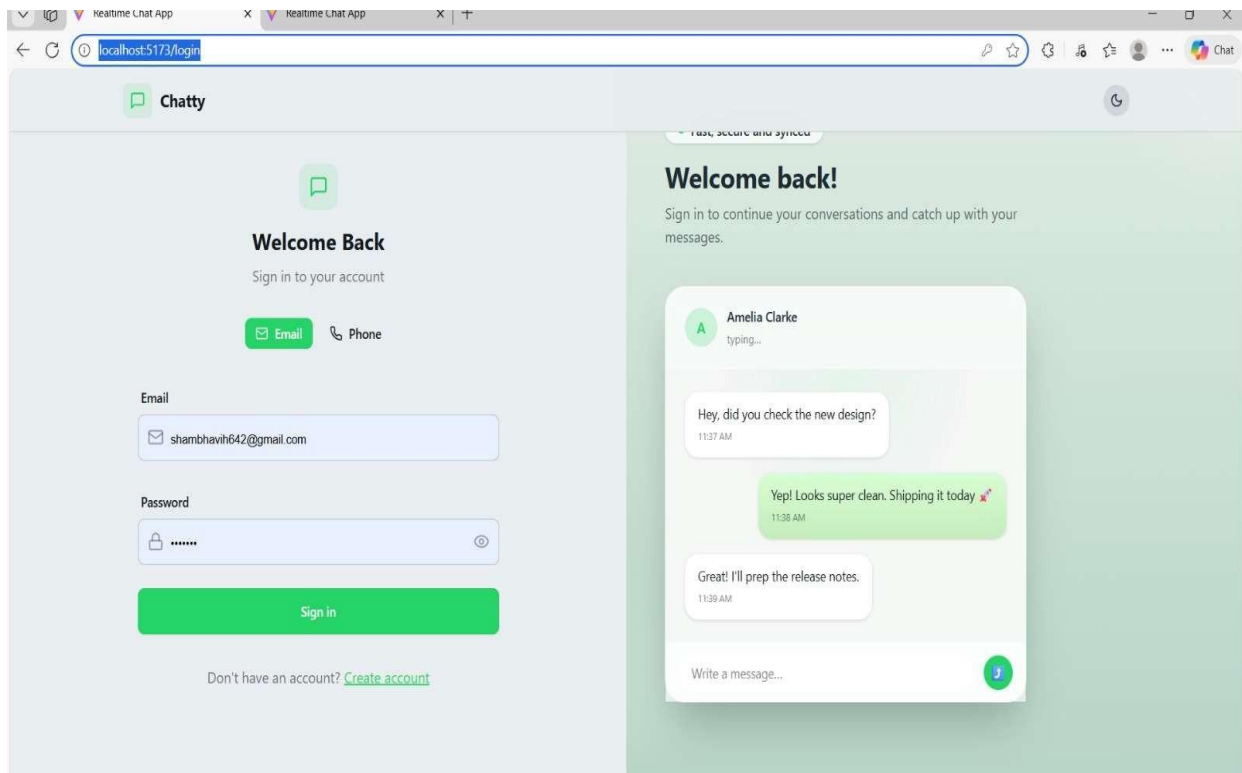 Realtime Chat App
Realtime Chat App
localhost:5173/login
Chat
Chatty
Welcome Back
Sign in to your account
Email
Phone
Email
shambhavih642@gmail.com
Password
•••••••
Sign in
Don't have an account? Create account
Fast, secure and synced
Welcome back!
Sign in to continue your conversations and catch up with your
messages.
A
Amelia Clarke
typing...
Hey, did you check the new design?
11:37 AM
Yep! Looks super clean. Shipping it today 🚀
11:38 AM
Great! I'll prep the release notes.
11:39 AM
Write a message...